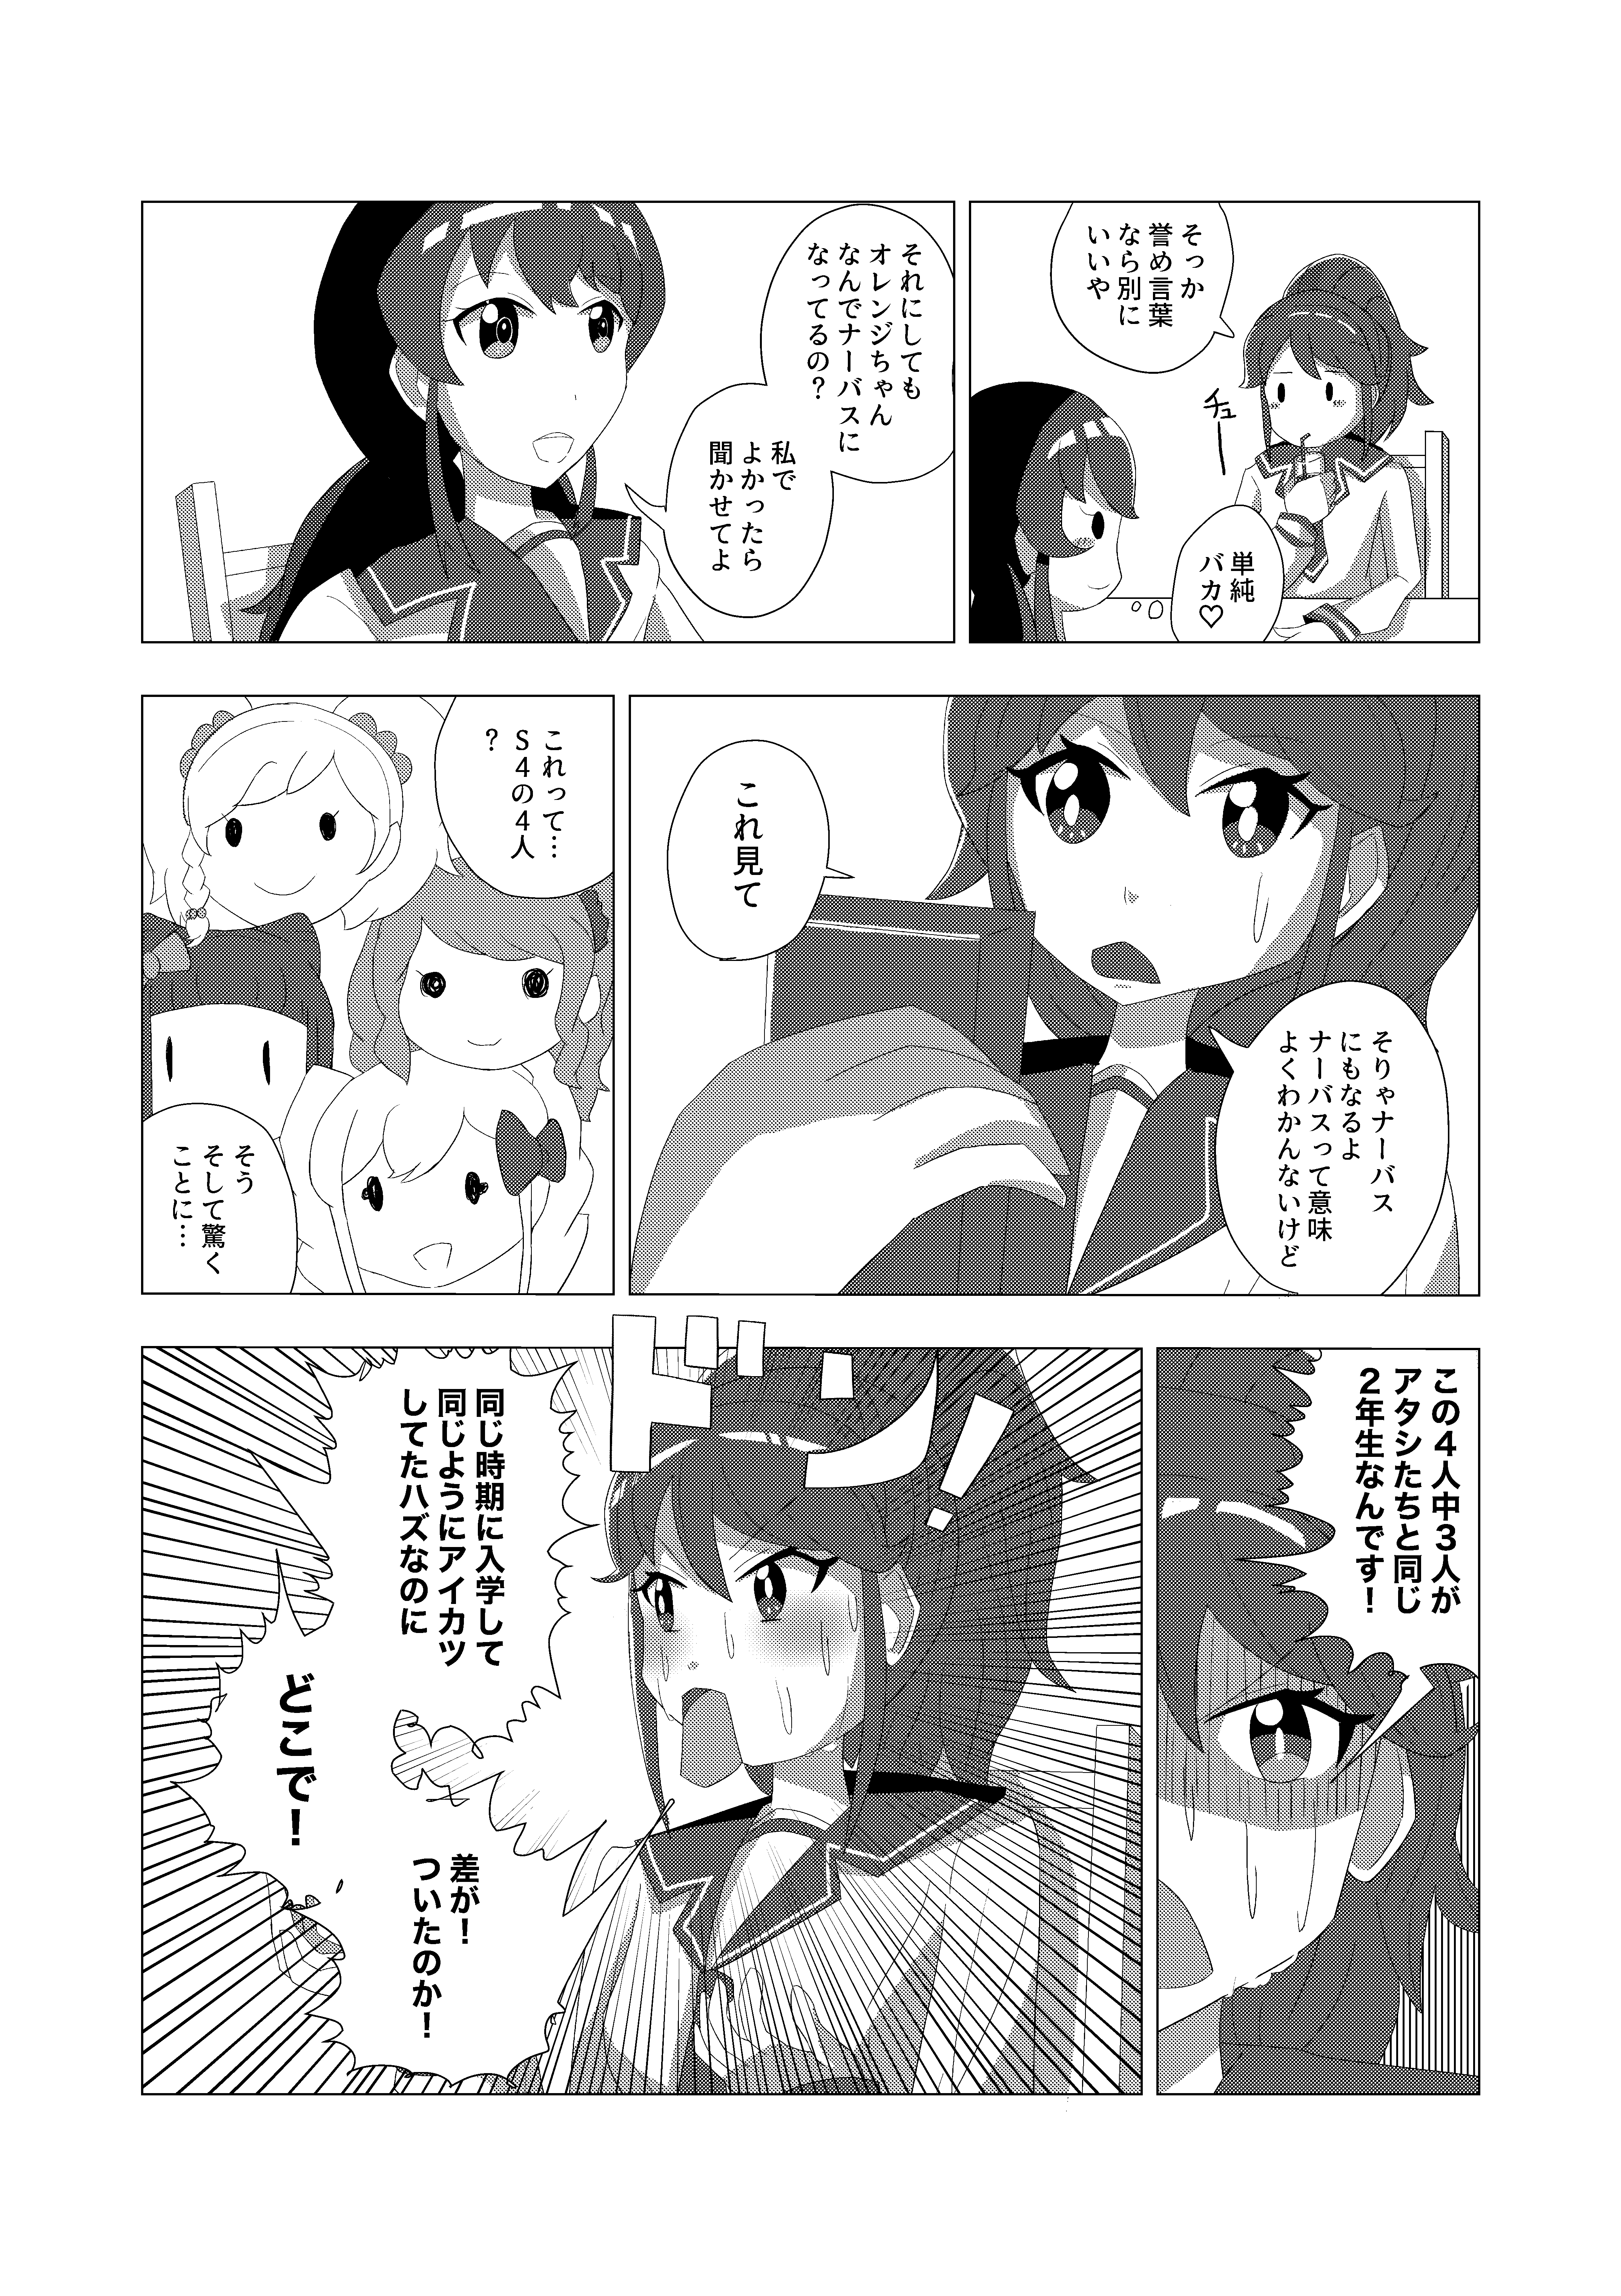 そっか
誉め言葉
なら別に
いいや
チューー
単純
バカ♡
それにしても
オレンジちゃん
なんでナーバスに
なってるの？
私で
よかったら
聞かせてよ
そりゃナーバス
にもなるよ
ナーバスって意味
よくわかんないけど
これ見て
これって…
Ｓ４の４人
？
そう
そして驚く
ことに…
この４人中３人が
アタシたちと同じ
２年生なんです！
ドンッ！
同じ時期に入学して
同じようにアイカツ
してたハズなのに
どこで！
差が！
ついたのか！